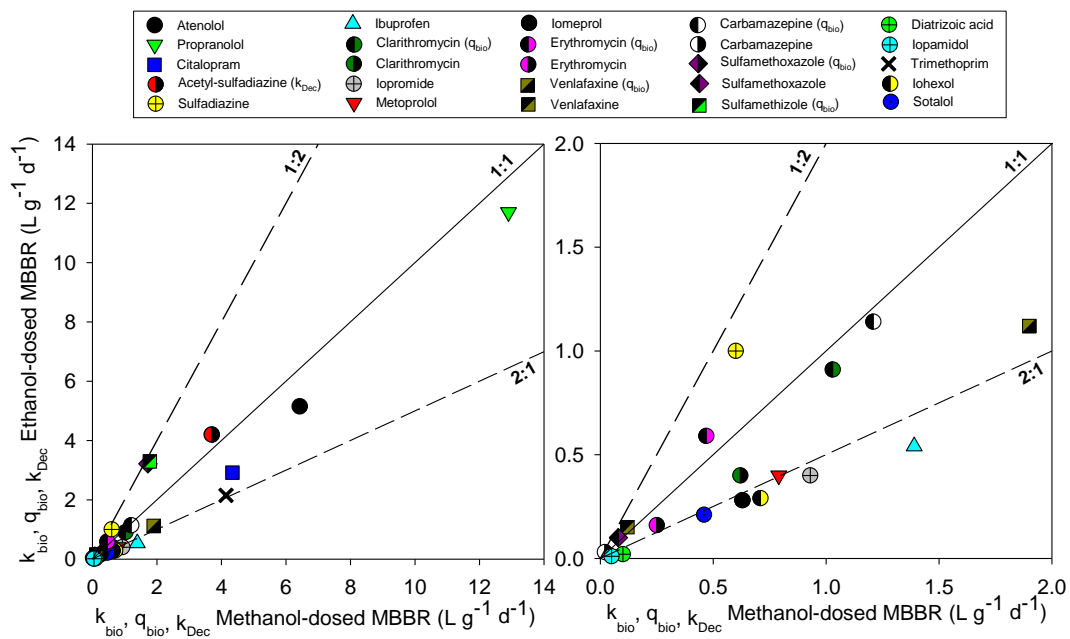 Atenolol
Propranolol
Citalopram
Acetyl-sulfadiazine (kDec)
Sulfadiazine
Ibuprofen
Clarithromycin (qbio)
Clarithromycin
Iopromide
Metoprolol
Iomeprol
Erythromycin (qbio)
Erythromycin
Venlafaxine (qbio)
Venlafaxine
Carbamazepine (qbio)
Carbamazepine
Sulfamethoxazole (qbio)
Sulfamethoxazole
Sulfamethizole (qbio)
Diatrizoic acid
Iopamidol
Trimethoprim
Iohexol
Sotalol
kbio, qbio, kDec Ethanol-dosed MBBR (L g-1 d-1)
14
12
10
8
6
4
2
0
1:2
1:1
2:1
0 2 4 6 8 10 12 14
kbio, qbio, kDec Methanol-dosed MBBR (L g-1 d-1)
2.0
1.5
1.0
0.5
0.0
1:2
1:1
2:1
0.0 0.5 1.0 1.5 2.0
kbio, qbio, kDec Methanol-dosed MBBR (L g-1 d-1)